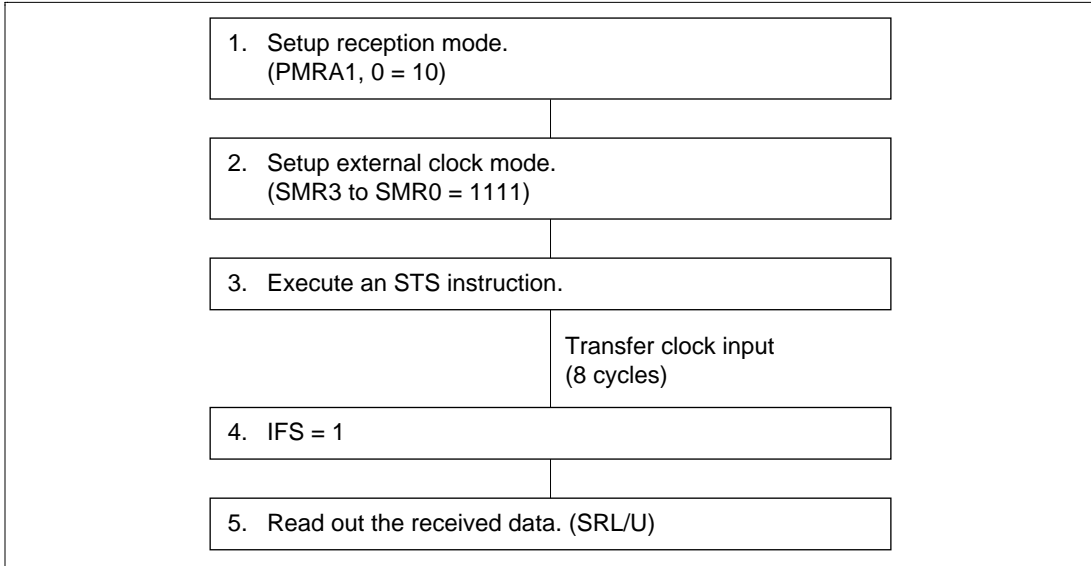 1. Setup reception mode.
(PMRA1, 0 = 10)
2. Setup external clock mode.
(SMR3 to SMR0 = 1111)
3. Execute an STS instruction.
Transfer clock input
(8 cycles)
4. IFS = 1
5. Read out the received data. (SRL/U)